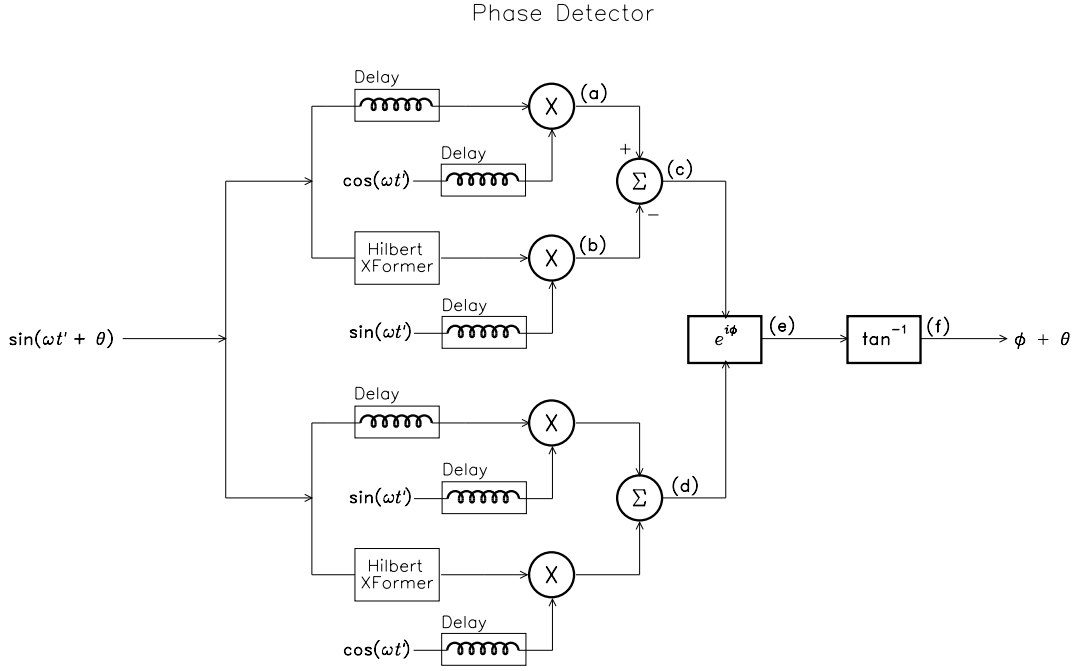 Phase Detector
Delay
X
(a)
Delay
cos(ωt′)
+
Σ
(c)
−
Hilbert
XFormer
X
(b)
Delay
sin(ωt′)
sin(ωt′ + θ)
e^{iϕ}
(e)
tan⁻¹
(f)
ϕ + θ
Delay
X
Delay
sin(ωt′)
Σ
(d)
Hilbert
XFormer
X
Delay
cos(ωt′)